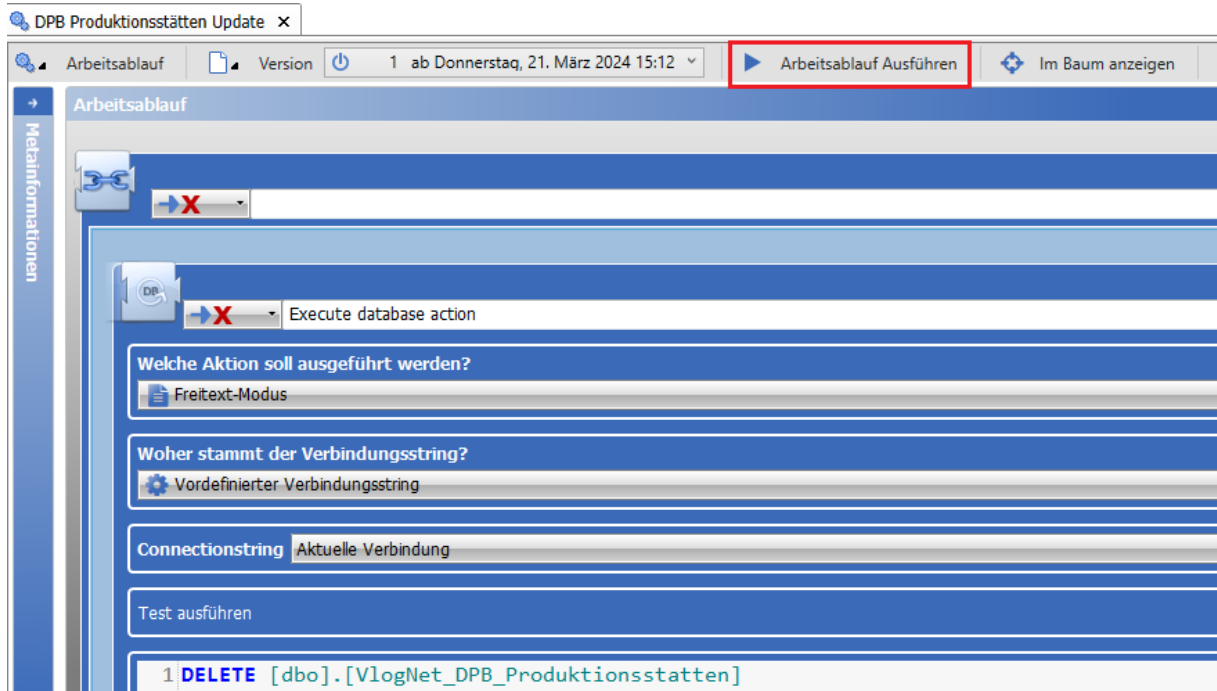 DPB Produktionsstätten Update
Arbeitsablauf Version 1 ab Donnerstag, 21. März 2024 15:12 Arbeitsablauf Ausführen Im Baum anzeigen
Metainformationen
Arbeitsablauf
DB
Execute database action
Welche Aktion soll ausgeführt werden?
Freitext-Modus
Woher stammt der Verbindungsstring?
Vordefinierter Verbindungsstring
Connectionstring Aktuelle Verbindung
Test ausführen
1 DELETE [dbo].[VlogNet_DPB_Produktionsstatten]